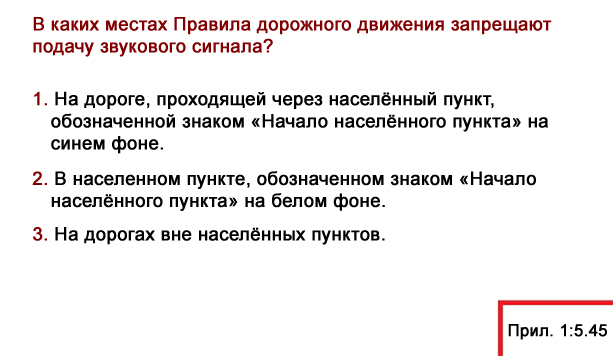 В каких местах Правила дорожного движения запрещают
подачу звукового сигнала?
1. На дороге, проходящей через населённый пункт,
обозначенной знаком «Начало населённого пункта» на
синем фоне.
2. В населенном пункте, обозначенном знаком «Начало
населённого пункта» на белом фоне.
3. На дорогах вне населённых пунктов.
Прил. 1:5.45